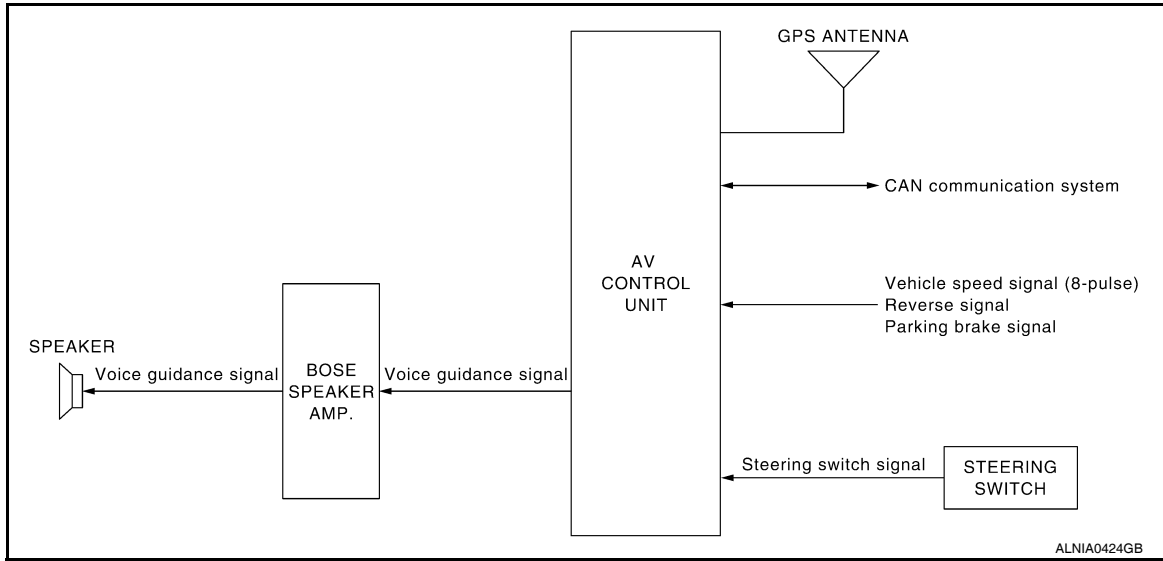 GPS ANTENNA
CAN communication system
AV
CONTROL
UNIT
Vehicle speed signal (8-pulse)
Reverse signal
Parking brake signal
SPEAKER
Voice guidance signal
BOSE
SPEAKER
AMP.
Voice guidance signal
Steering switch signal
STEERING
SWITCH
ALNIA0424GB